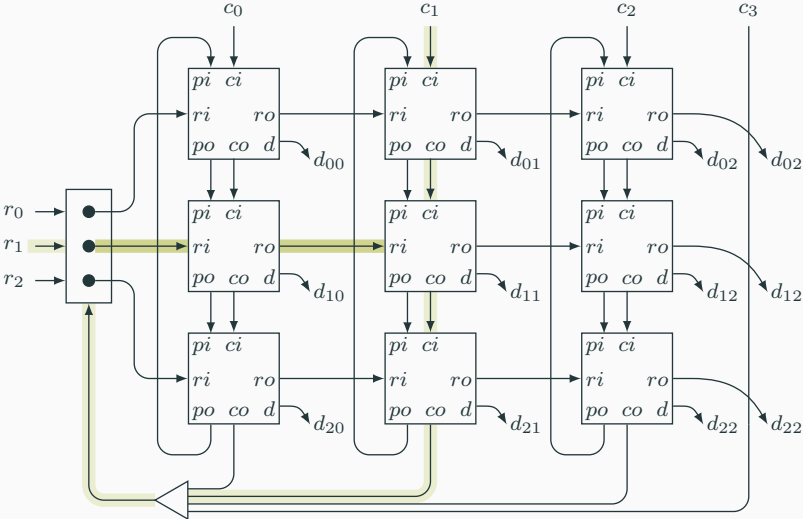 c₀ c₁ c₂ c₃
pi ci pi ci pi ci
ri ro ri ro ri ro
po co d po co d po co d
d₀₀ d₀₁ d₀₂ d₀₂
r₀
pi ci pi ci pi ci
r₁ ri ro ri ro ri ro
po co d po co d po co d
r₂
d₁₀ d₁₁ d₁₂ d₁₂
pi ci pi ci pi ci
ri ro ri ro ri ro
po co d po co d po co d
d₂₀ d₂₁ d₂₂ d₂₂